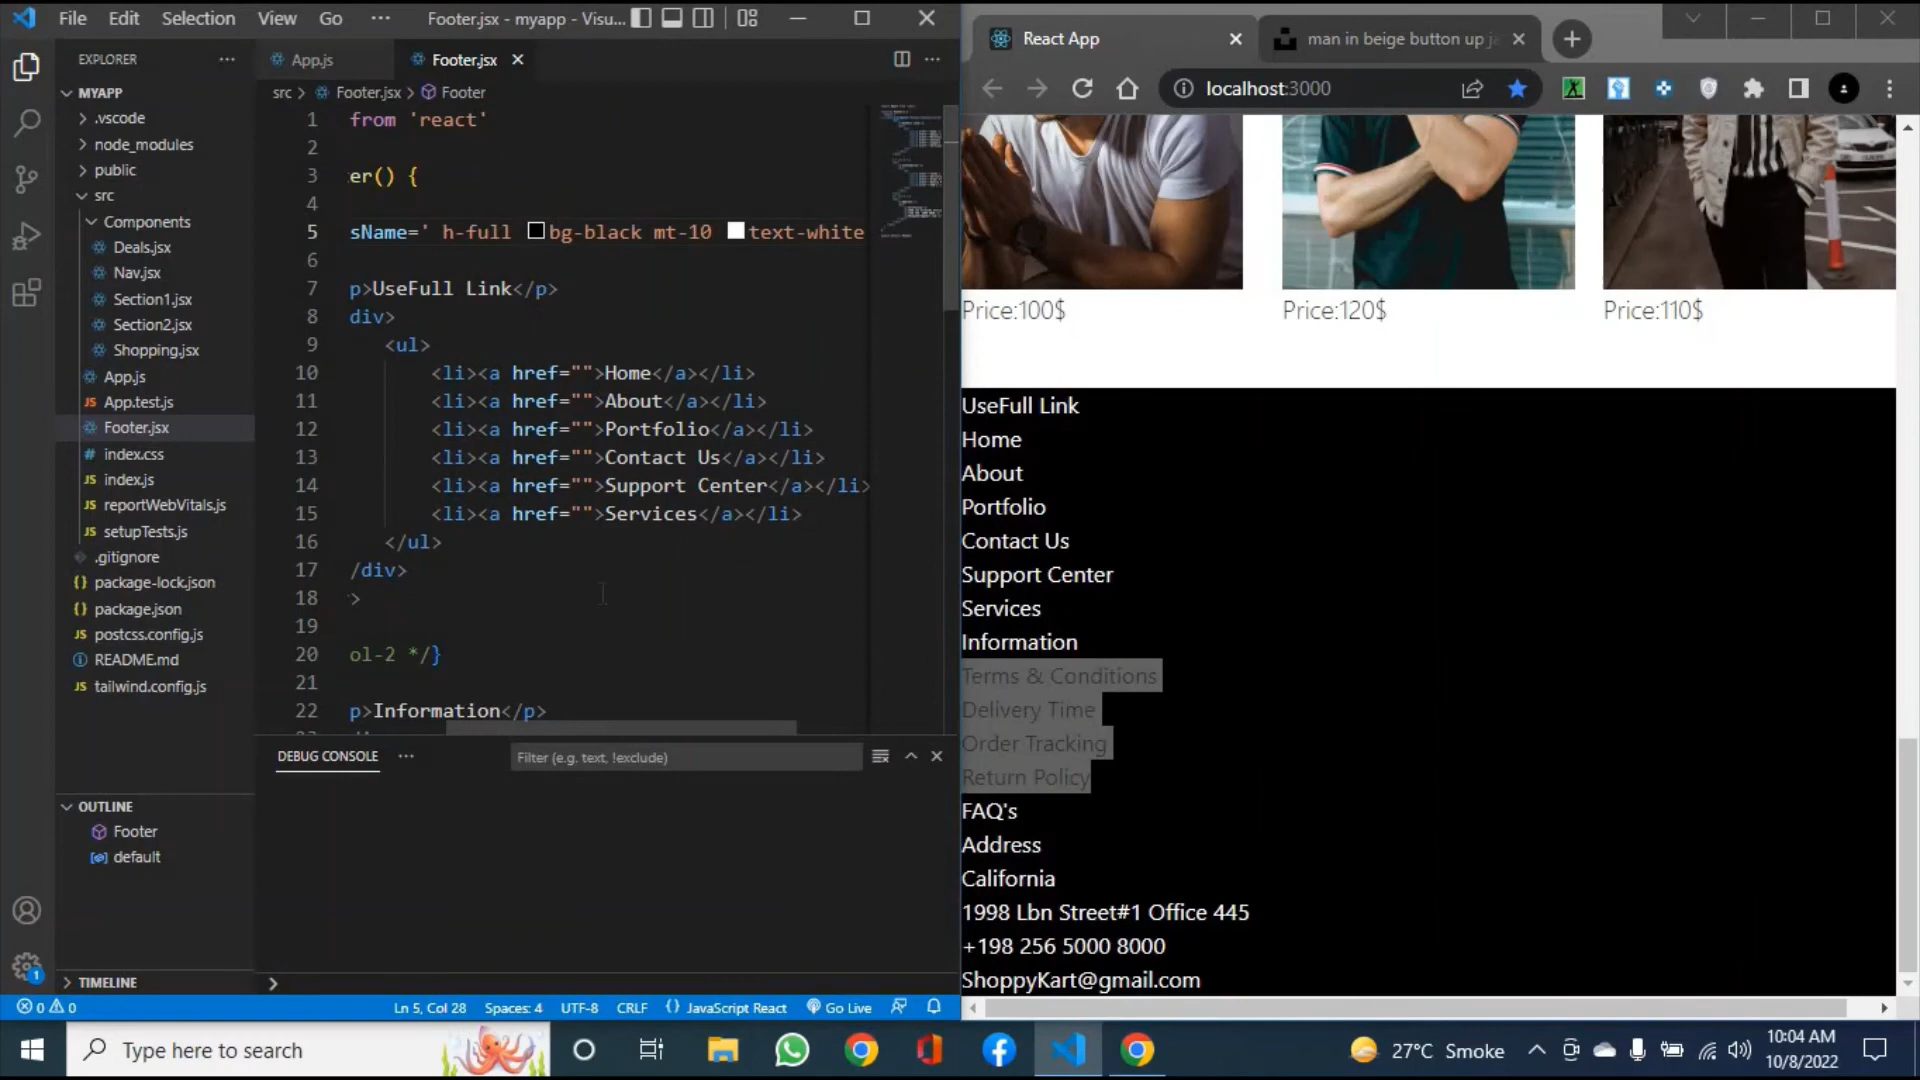 File Edit Selection View Go ··· Footer.jsx - myapp - Visu...
EXPLORER ···
MYAPP
.vscode
node_modules
public
src
Components
Deals.jsx
Nav.jsx
Section1.jsx
Section2.jsx
Shopping.jsx
App.js
App.test.js
Footer.jsx
index.css
index.js
reportWebVitals.js
setupTests.js
.gitignore
package-lock.json
package.json
postcss.config.js
README.md
tailwind.config.js
OUTLINE
Footer
default
TIMELINE
App.js Footer.jsx
src > Footer.jsx > Footer
1 from 'react'
2
3 er() {
4
5 sName=' h-full bg-black mt-10 text-white
6
7 p>UseFull Link</p>
8 div>
9 <ul>
10 <li><a href="">Home</a></li>
11 <li><a href="">About</a></li>
12 <li><a href="">Portfolio</a></li>
13 <li><a href="">Contact Us</a></li>
14 <li><a href="">Support Center</a></li>
15 <li><a href="">Services</a></li>
16 </ul>
17 /div>
18 >
19
20 ol-2 */}
21
22 p>Information</p>
DEBUG CONSOLE ··· Filter (e.g. text, !exclude)
0 0 Ln 5, Col 28 Spaces: 4 UTF-8 CRLF JavaScript React Go Live
React App man in beige button up ja
localhost:3000
Price:100$ Price:120$ Price:110$
UseFull Link
Home
About
Portfolio
Contact Us
Support Center
Services
Information
Terms & Conditions
Delivery Time
Order Tracking
Return Policy
FAQ's
Address
California
1998 Lbn Street#1 Office 445
+198 256 5000 8000
ShoppyKart@gmail.com
Type here to search 27°C Smoke 10:04 AM
10/8/2022